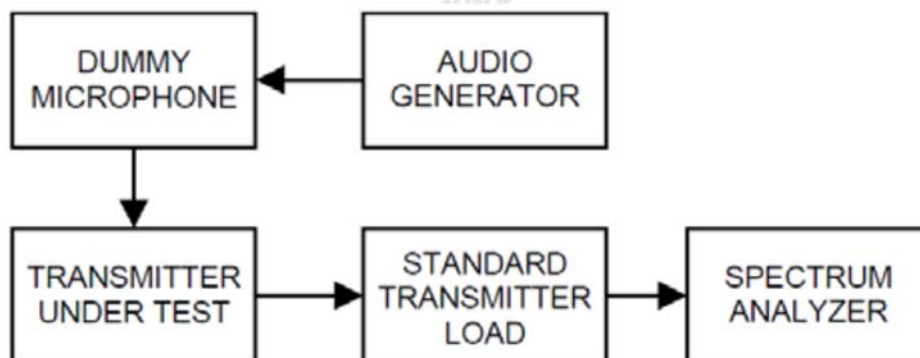 DUMMY
MICROPHONE
AUDIO
GENERATOR
TRANSMITTER
UNDER TEST
STANDARD
TRANSMITTER
LOAD
SPECTRUM
ANALYZER